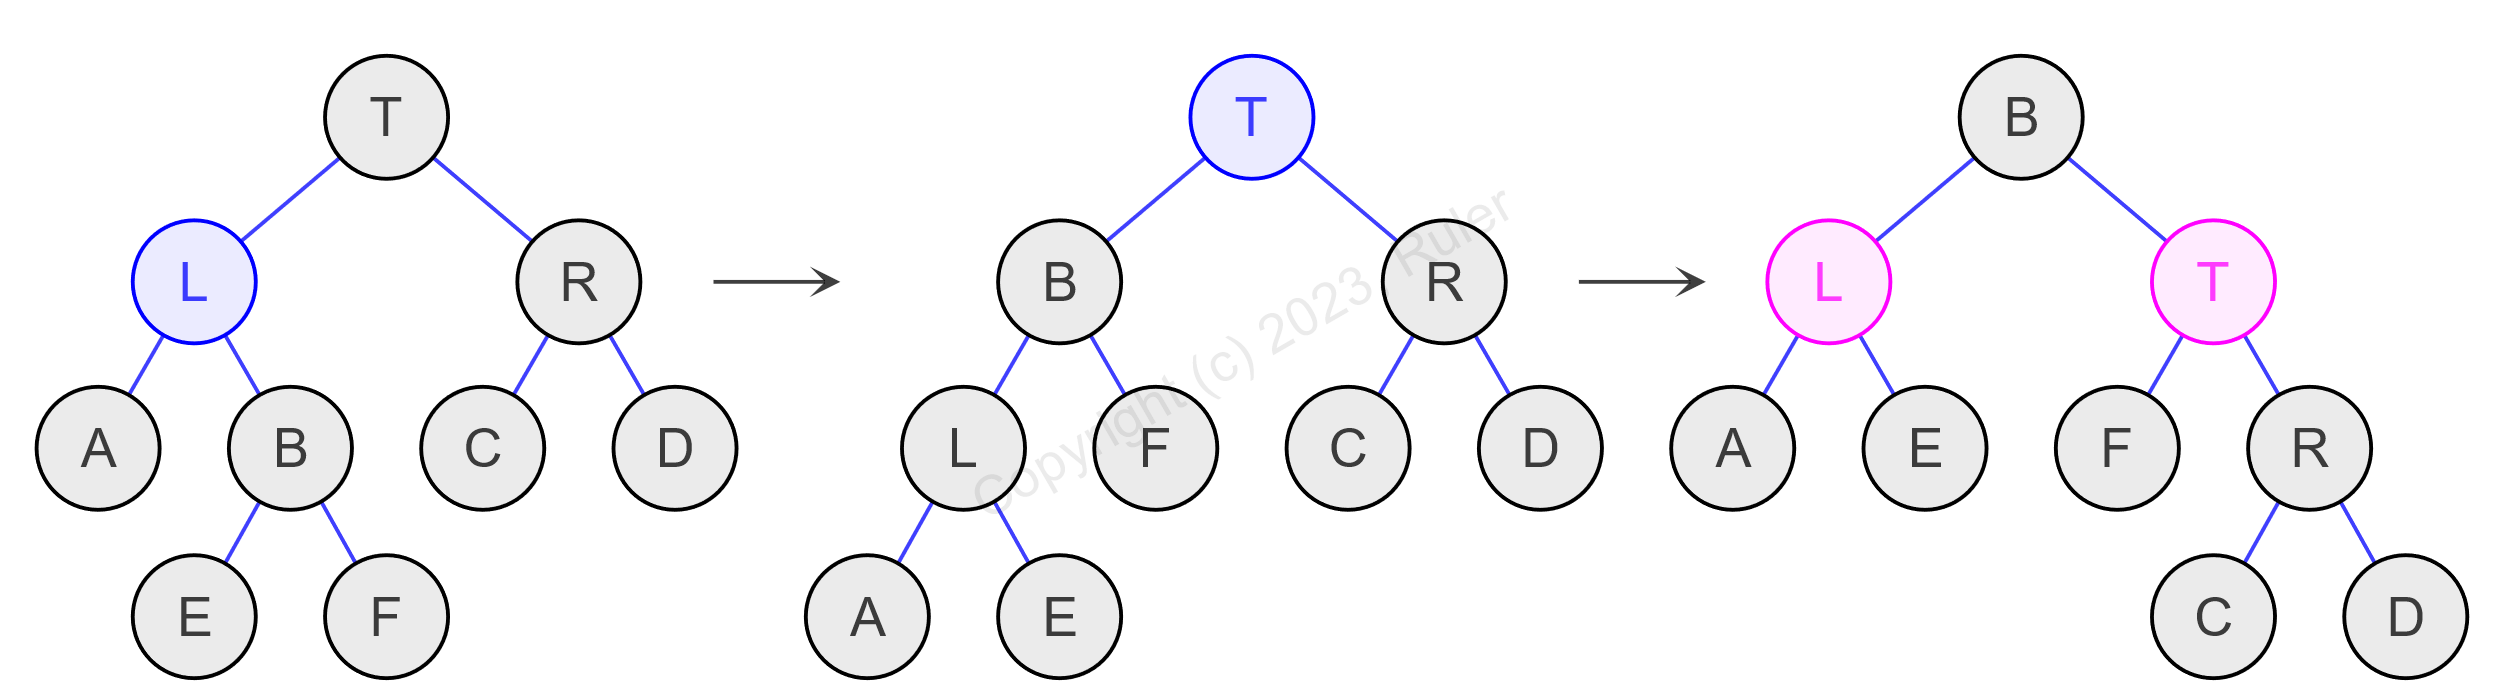 T T B
L R B R L T
A B C D L F C D A E F R
E F A E C D
Copyright (c) 2023, Ruler